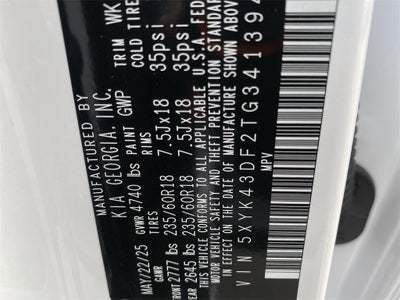 MANUFACTURED BY
KIA GEORGIA, INC.
MAY/22/25 GVWR 4740 lbs PAINT GWP TRIM WK
GAWR TIRES RIMS COLD TIRE
FRONT 2777 lbs 235/60R18 7.5Jx18 35psi
REAR 2645 lbs 235/60R18 7.5Jx18 35psi
THIS VEHICLE CONFORMS TO ALL APPLICABLE U.S.A. FED
MOTOR VEHICLE SAFETY AND THEFT PREVENTION STANDARD
IN EFFECT ON THE DATE OF MANUFACTURE SHOWN ABOVE
VIN 5XYK43DF2TG341394
MPV